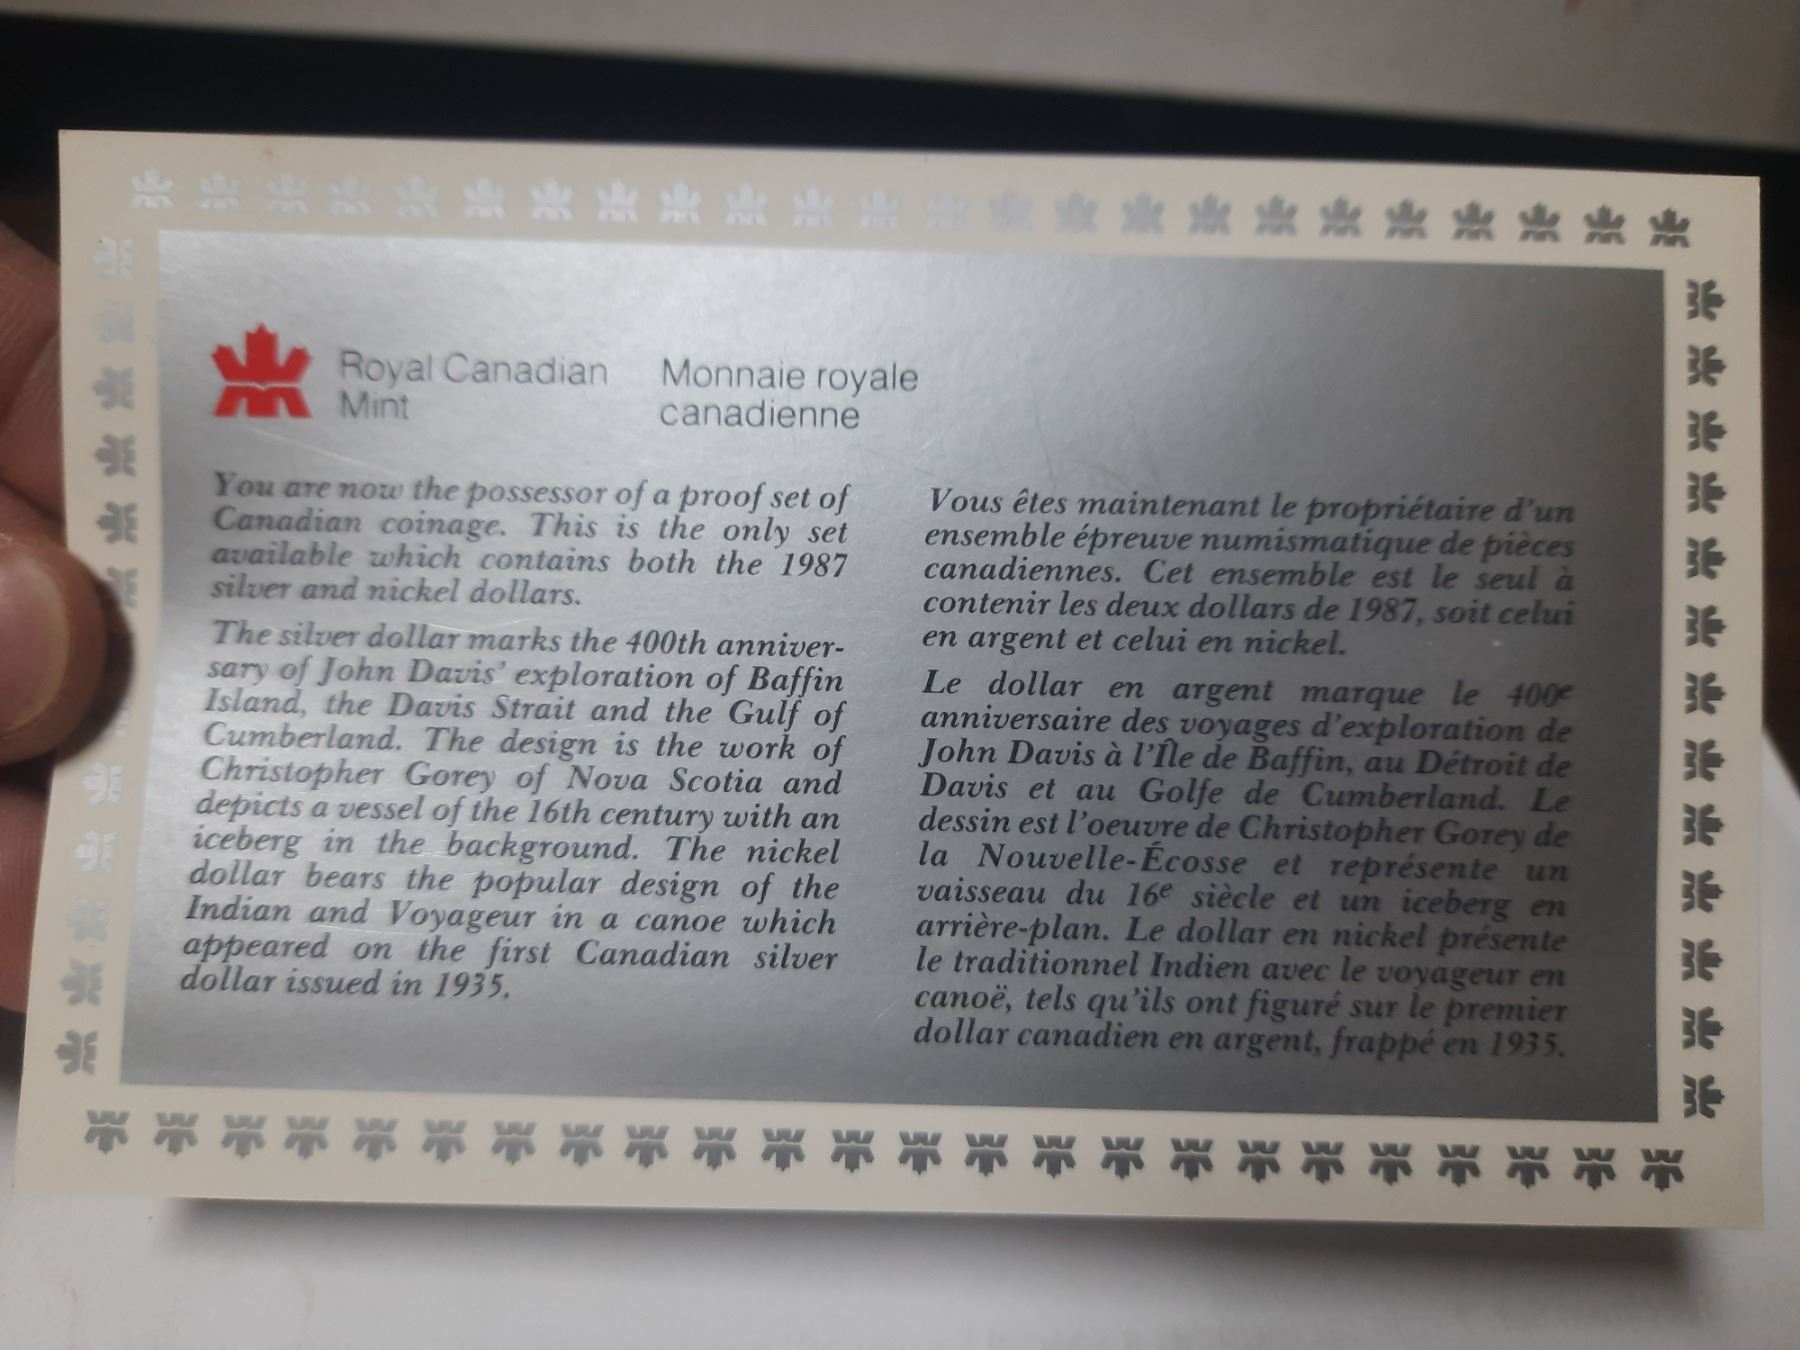 Royal Canadian
Mint
Monnaie royale
canadienne
You are now the possessor of a proof set of
Canadian coinage. This is the only set
available which contains both the 1987
silver and nickel dollars.
The silver dollar marks the 400th anniver-
sary of John Davis' exploration of Baffin
Island, the Davis Strait and the Gulf of
Cumberland. The design is the work of
Christopher Gorey of Nova Scotia and
depicts a vessel of the 16th century with an
iceberg in the background. The nickel
dollar bears the popular design of the
Indian and Voyageur in a canoe which
appeared on the first Canadian silver
dollar issued in 1935.
Vous êtes maintenant le propriétaire d'un
ensemble épreuve numismatique de pièces
canadiennes. Cet ensemble est le seul à
contenir les deux dollars de 1987, soit celui
en argent et celui en nickel.
Le dollar en argent marque le 400e
anniversaire des voyages d'exploration de
John Davis à l'Île de Baffin, au Détroit de
Davis et au Golfe de Cumberland. Le
dessin est l'oeuvre de Christopher Gorey de
la Nouvelle-Écosse et représente un
vaisseau du 16e siècle et un iceberg en
arrière-plan. Le dollar en nickel présente
le traditionnel Indien avec le voyageur en
canoë, tels qu'ils ont figuré sur le premier
dollar canadien en argent, frappé en 1935.